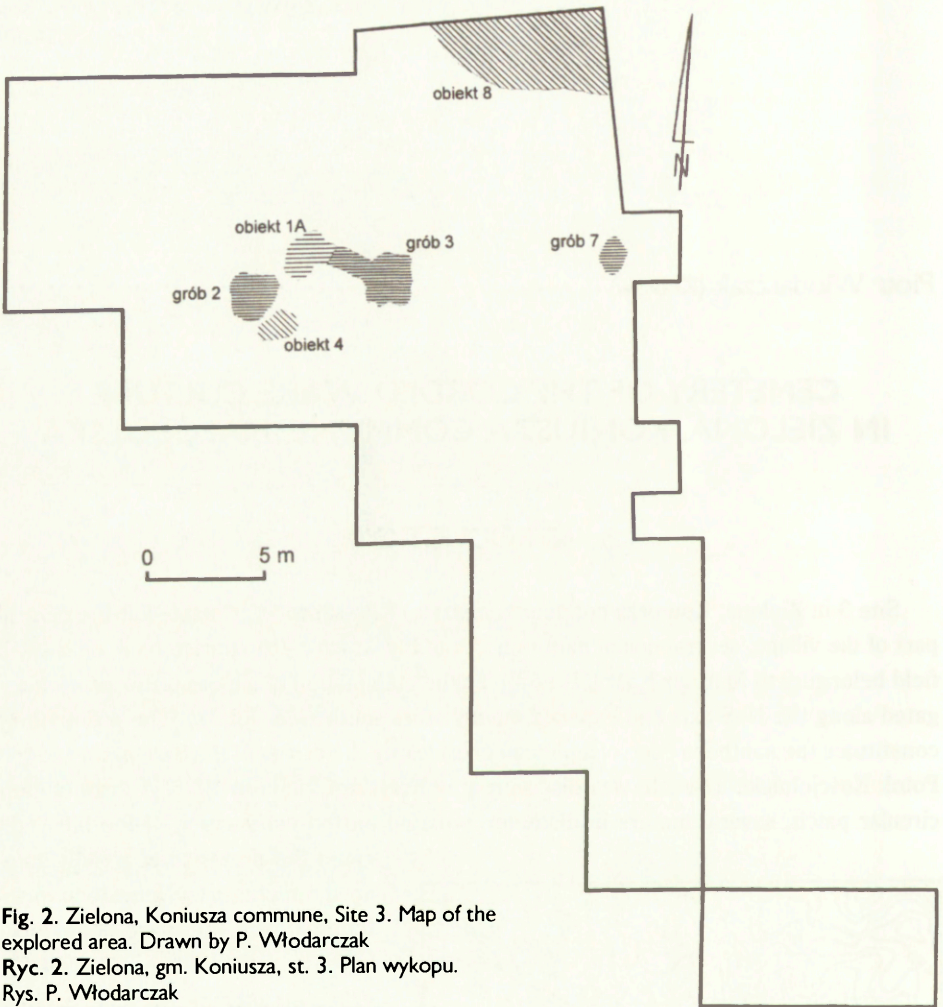 obiekt 8
N
obiekt 1A
grób 3
grób 7
grób 2
obiekt 4
0 5 m
Fig. 2. Zielona, Koniusza commune, Site 3. Map of the
explored area. Drawn by P. Włodarczak
Ryc. 2. Zielona, gm. Koniusza, st. 3. Plan wykopu.
Rys. P. Włodarczak